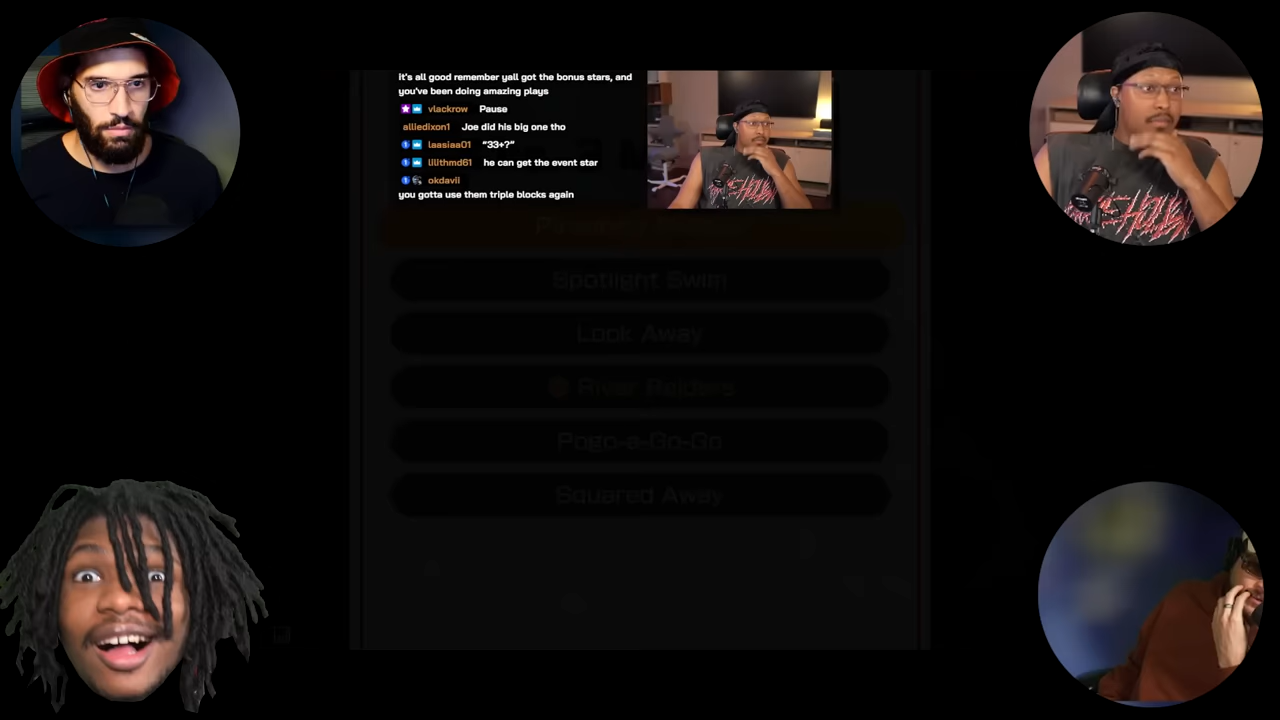 it's all good remember yall got the bonus stars, and
you've been doing amazing plays
vlackrow Pause
alliedixon1 Joe did his big one tho
laasiaa01 "33+?"
lilithmd61 he can get the event star
okdavii
you gotta use them triple blocks again
Spotlight Swim
Look Away
River Raiders
Pogo-a-Go-Go
Squared Away